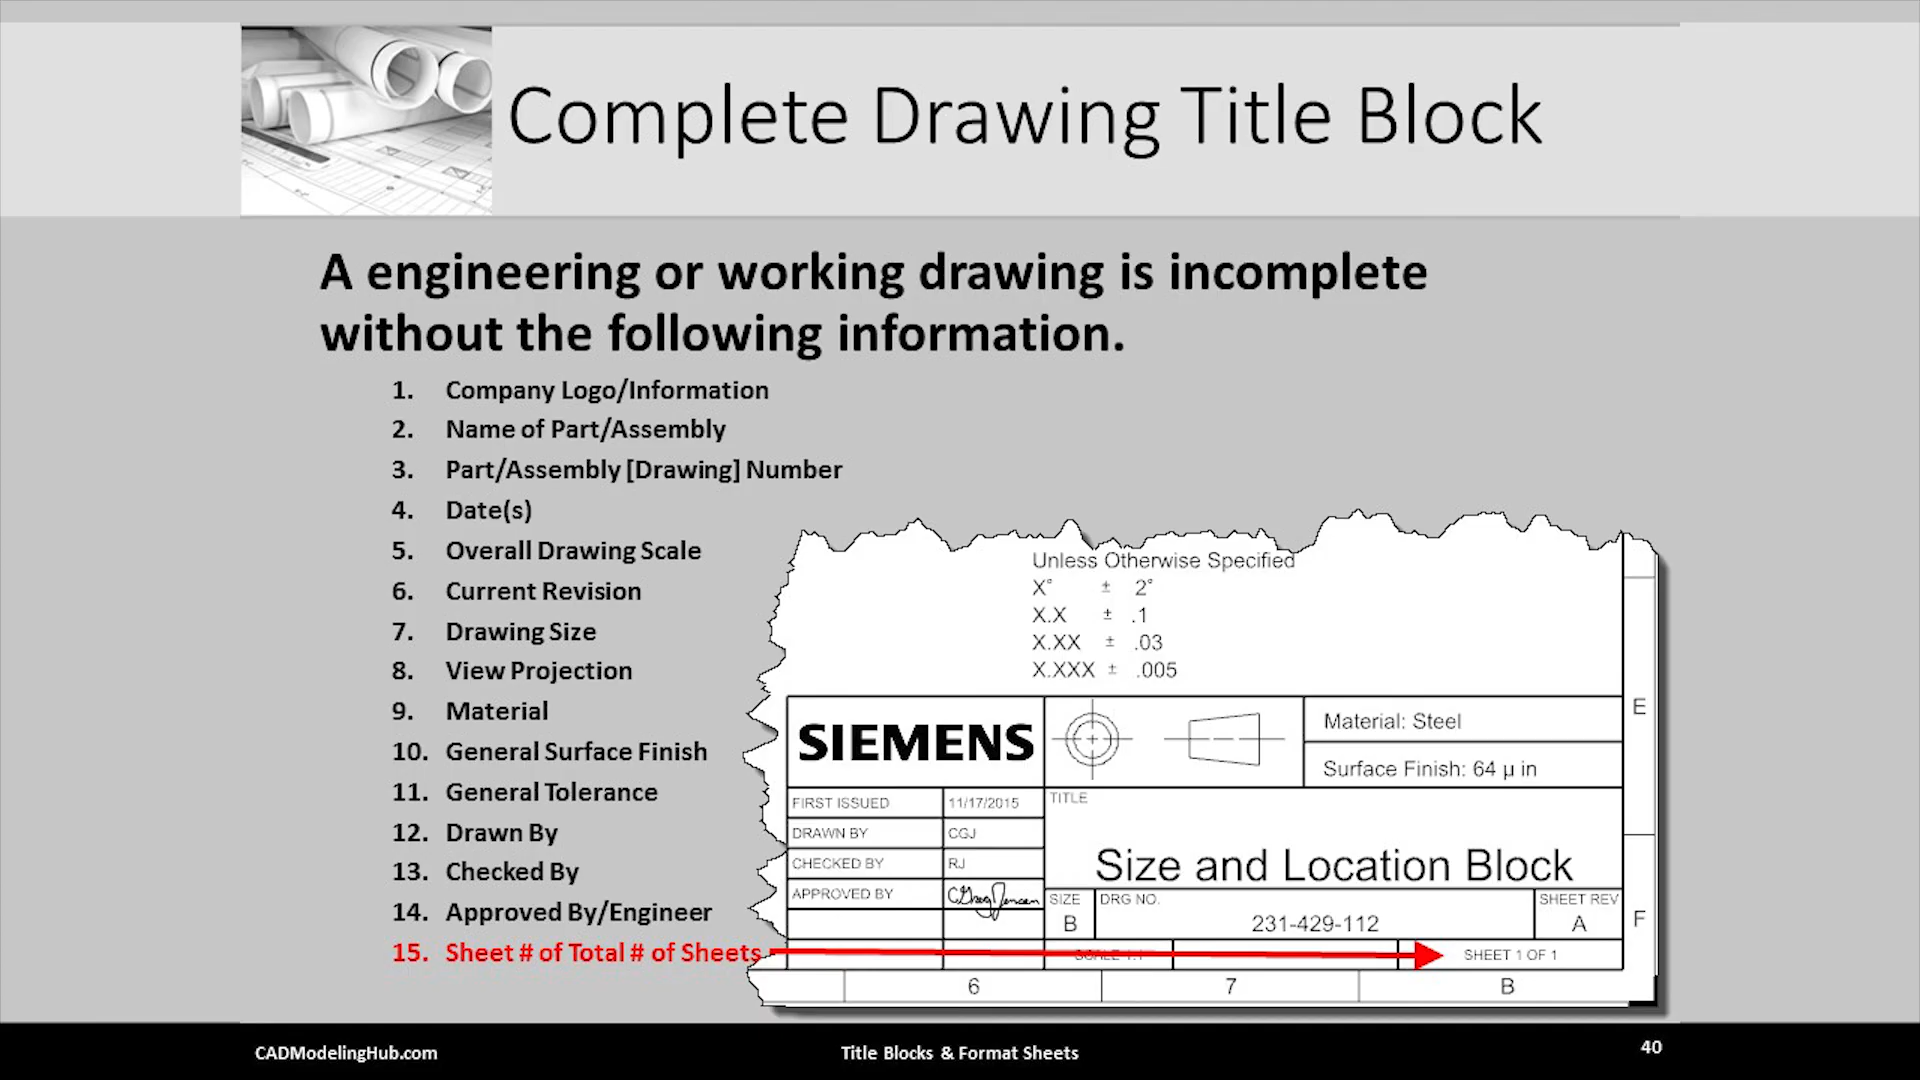 Complete Drawing Title Block
A engineering or working drawing is incomplete
without the following information.
1. Company Logo/Information
2. Name of Part/Assembly
3. Part/Assembly [Drawing] Number
4. Date(s)
5. Overall Drawing Scale
6. Current Revision
7. Drawing Size
8. View Projection
9. Material
10. General Surface Finish
11. General Tolerance
12. Drawn By
13. Checked By
14. Approved By/Engineer
15. Sheet # of Total # of Sheets
Unless Otherwise Specified
X° ± 2°
X.X ± .1
X.XX ± .03
X.XXX ± .005
SIEMENS
Material: Steel
Surface Finish: 64 µ in
E
FIRST ISSUED 11/17/2015
DRAWN BY CGJ
CHECKED BY RJ
APPROVED BY C Greg Jensen
TITLE
Size and Location Block
SIZE
B
DRG NO.
231-429-112
SHEET REV
A
F
SCALE 1:1
SHEET 1 OF 1
6 7 B
CADModelingHub.com
Title Blocks & Format Sheets
40